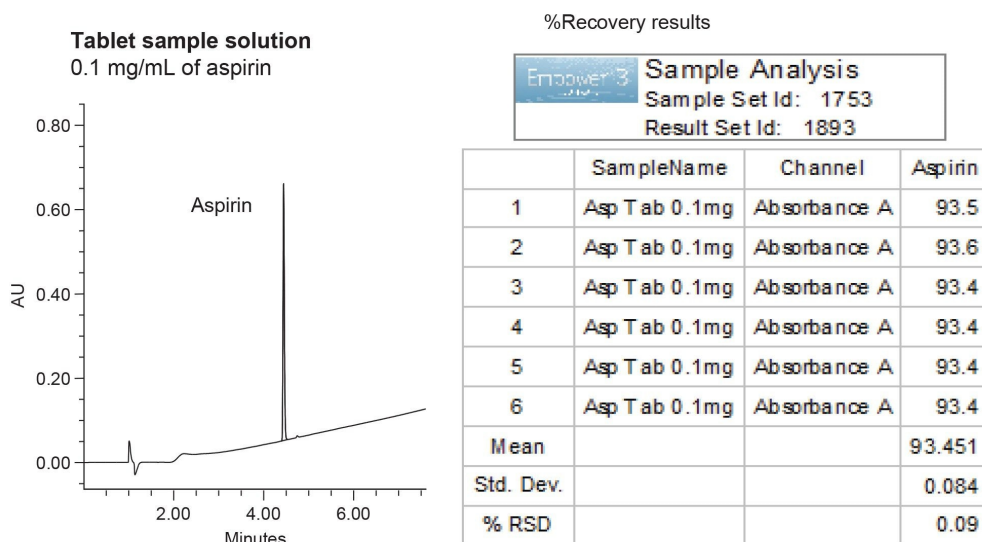 %Recovery results
Tablet sample solution
0.1 mg/mL of aspirin
0.80
0.60
0.40
0.20
0.00
AU
Aspirin
2.00 4.00 6.00
Minutes
Empower 3
Sample Analysis
Sample Set Id: 1753
Result Set Id: 1893
SampleName Channel Aspirin
1 Asp Tab 0.1mg Absorbance A 93.5
2 Asp Tab 0.1mg Absorbance A 93.6
3 Asp Tab 0.1mg Absorbance A 93.4
4 Asp Tab 0.1mg Absorbance A 93.4
5 Asp Tab 0.1mg Absorbance A 93.4
6 Asp Tab 0.1mg Absorbance A 93.4
Mean 93.451
Std. Dev. 0.084
% RSD 0.09